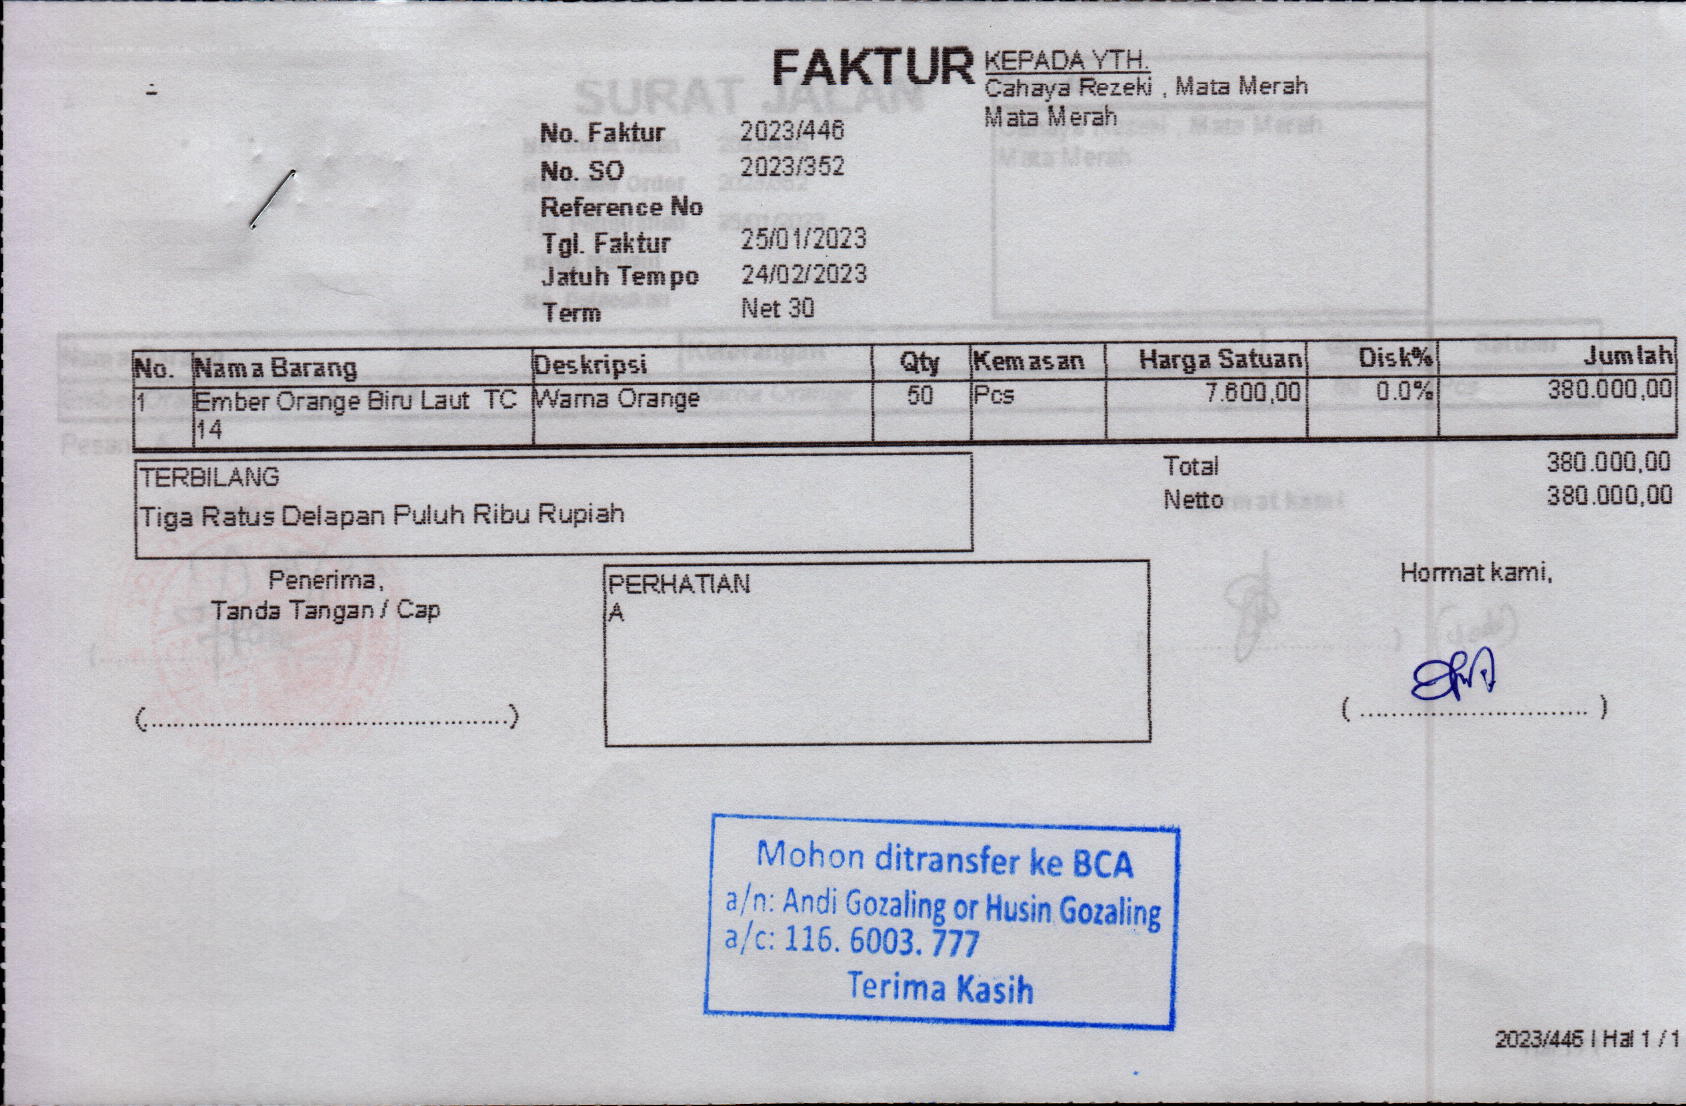 FAKTUR
KEPADA YTH.
Cahaya Rezeki , Mata Merah
Mata Merah
No. Faktur 2023/446
No. SO 2023/352
Reference No
Tgl. Faktur 25/01/2023
Jatuh Tempo 24/02/2023
Term Net 30
No. Nama Barang Deskripsi Qty Kemasan Harga Satuan Disk% Jumlah
1 Ember Orange Biru Laut TC Warna Orange 50 Pcs 7.600,00 0.0% 380.000,00
14
TERBILANG
Tiga Ratus Delapan Puluh Ribu Rupiah
Total 380.000,00
Netto 380.000,00
Penerima,
Tanda Tangan / Cap
PERHATIAN
A
Hormat kami,
(..............................................)
( ............................. )
Mohon ditransfer ke BCA
a/n: Andi Gozaling or Husin Gozaling
a/c: 116. 6003. 777
Terima Kasih
2023/446 | Hal 1 / 1
SURAT JALAN